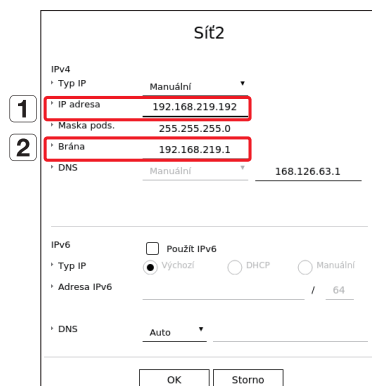 Síť2
IPv4
Typ IP Manuální
1 IP adresa 192.168.219.192
Maska pods. 255.255.255.0
2 Brána 192.168.219.1
DNS Manuální 168.126.63.1
IPv6 Použít IPv6
Typ IP Výchozí DHCP Manuální
Adresa IPv6 / 64
DNS Auto
OK Storno